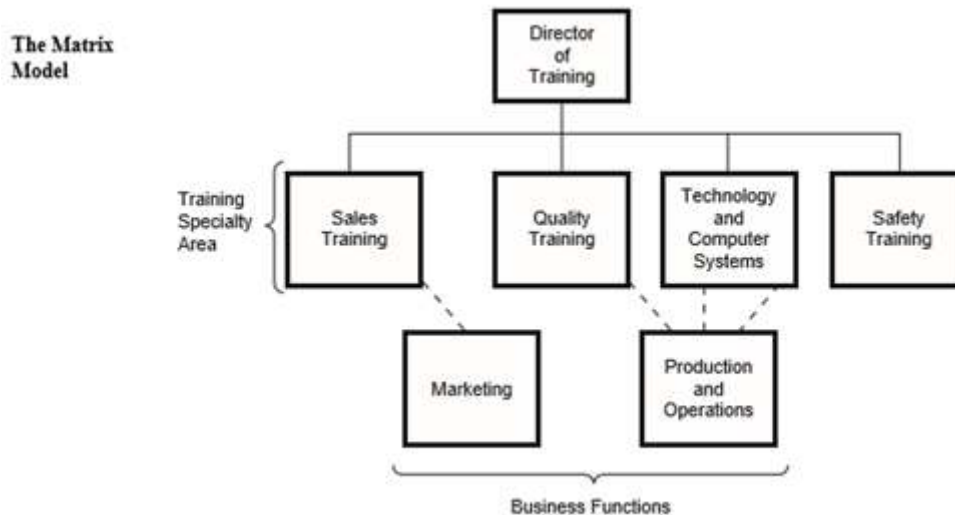 The Matrix
Model
Director
of
Training
Training
Specialty
Area
Sales
Training
Quality
Training
Technology
and
Computer
Systems
Safety
Training
Marketing
Production
and
Operations
Business Functions